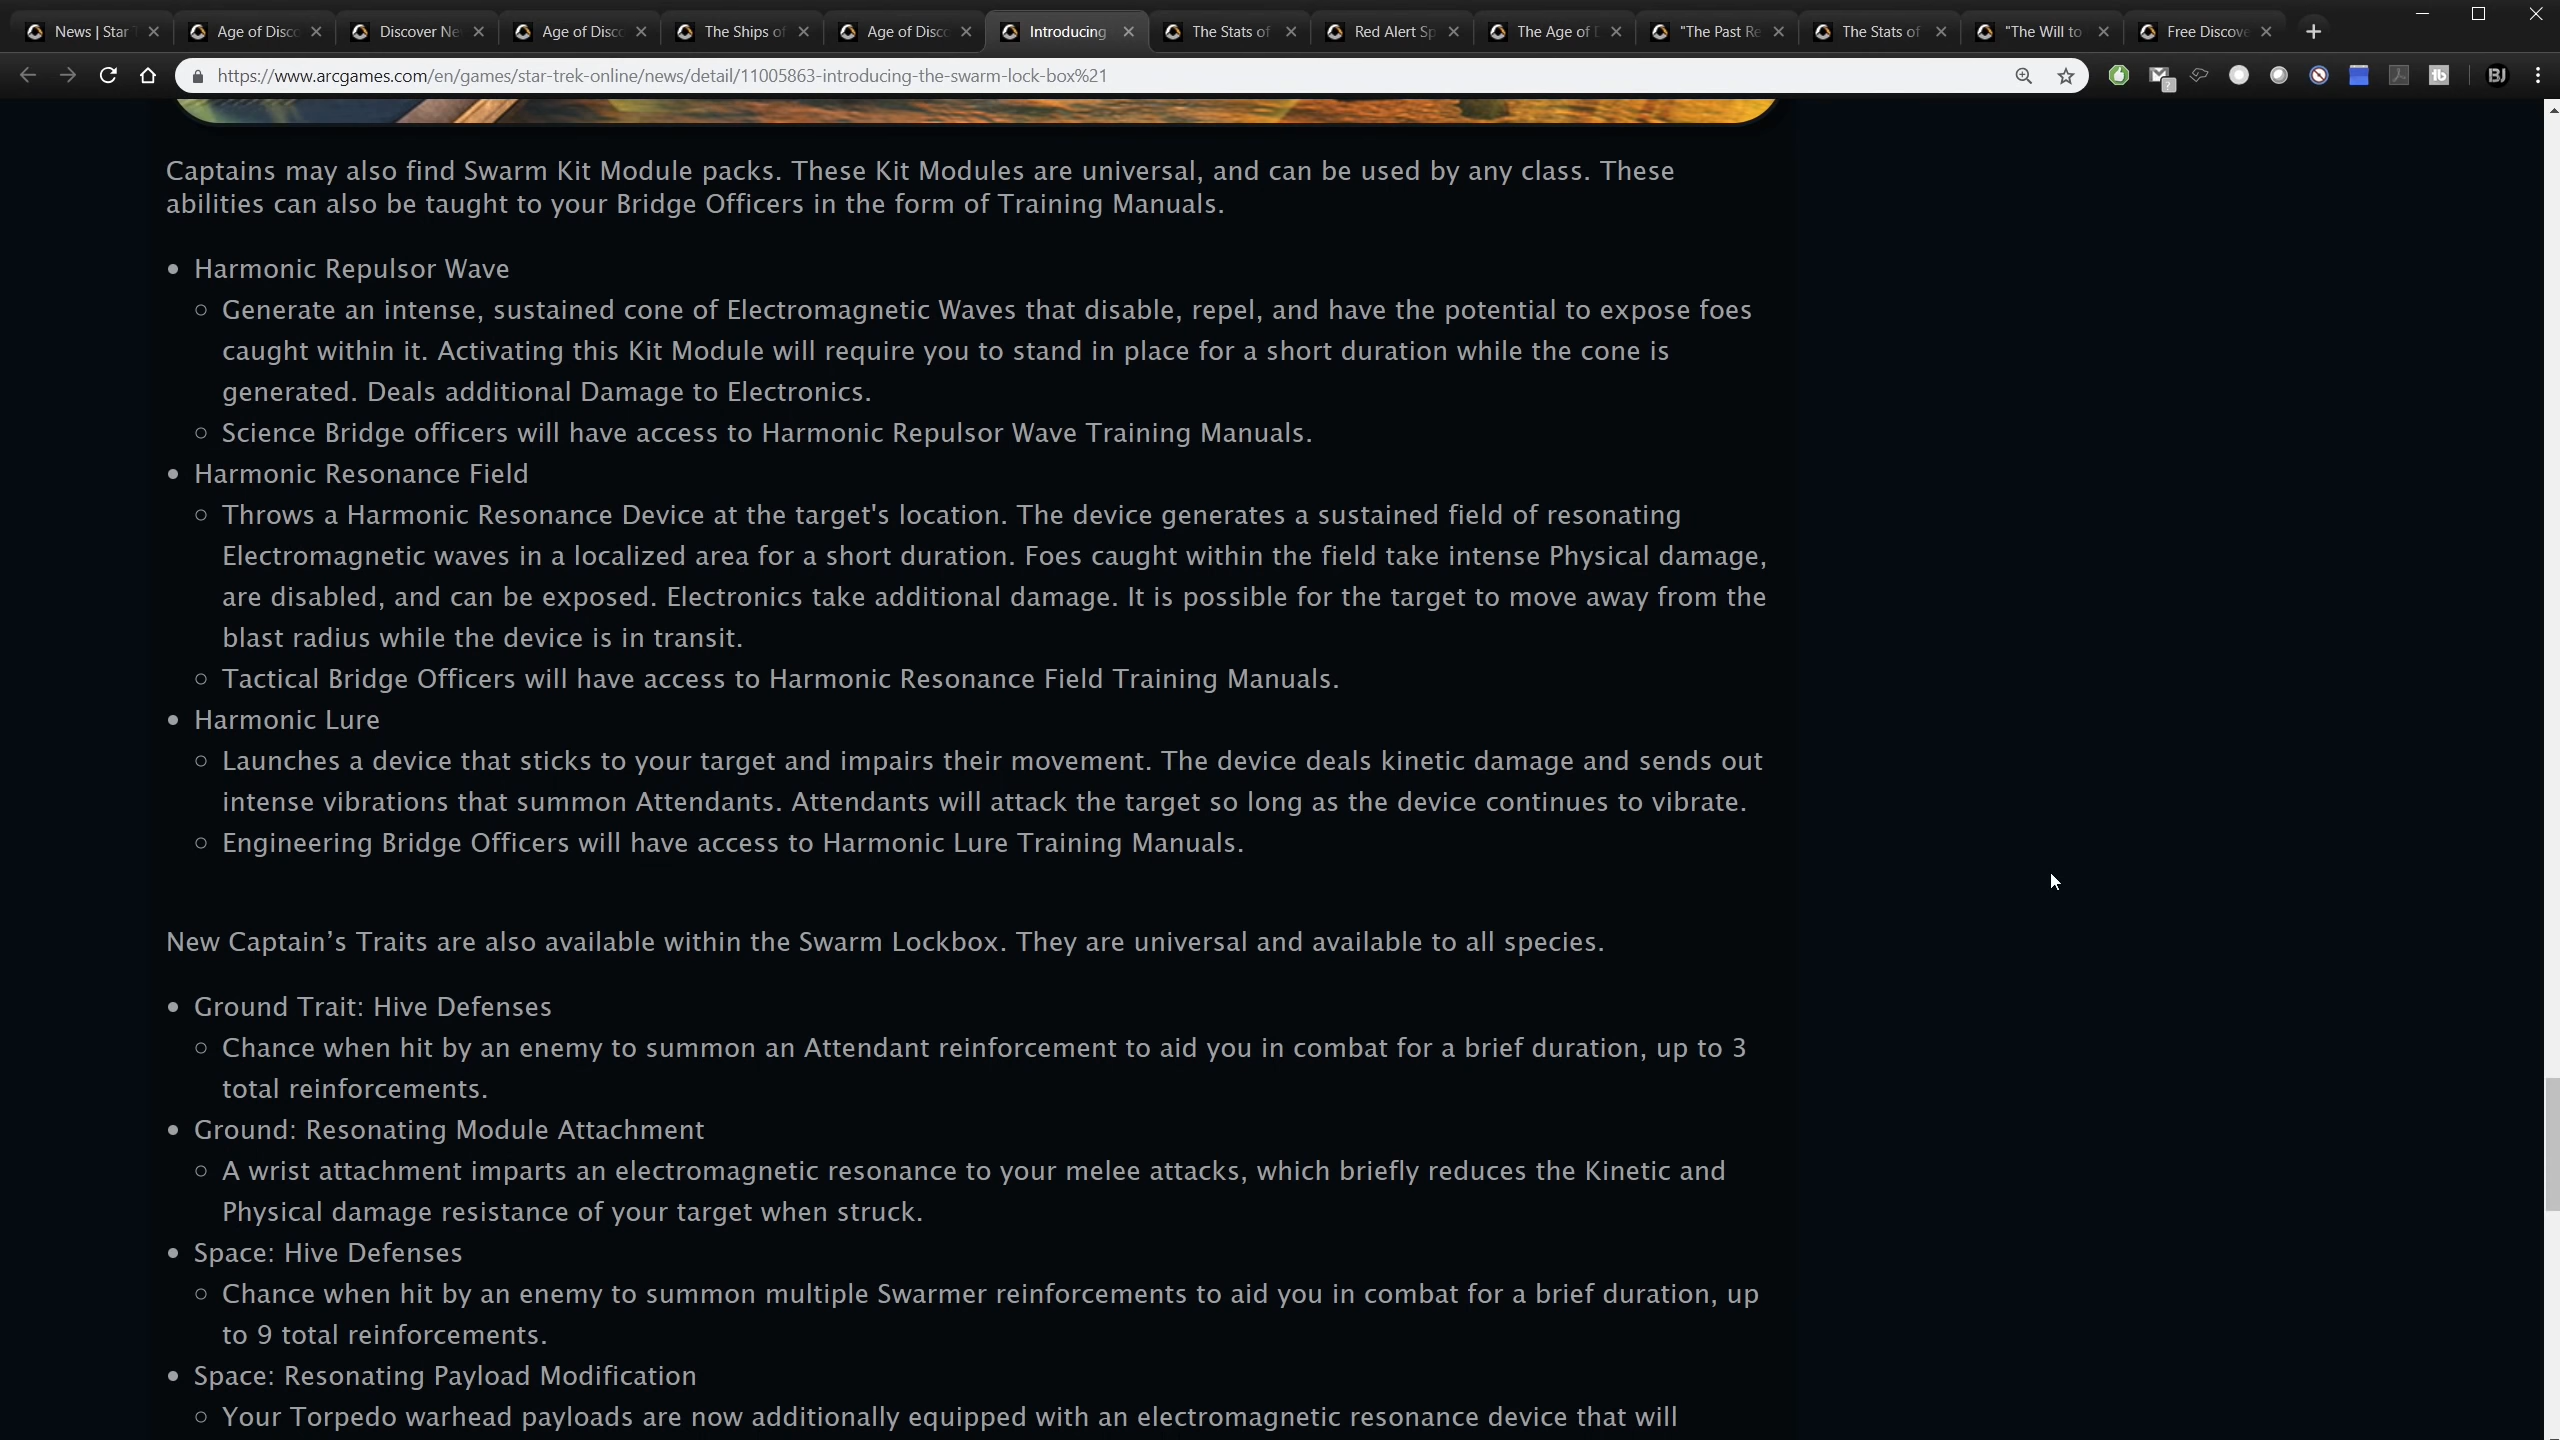 News | Star T
Age of Disco
Discover Ne
Age of Disco
The Ships of
Age of Disco
Introducing
The Stats of
Red Alert Sp
The Age of D
"The Past Re
The Stats of
"The Will to
Free Discove
https://www.arcgames.com/en/games/star-trek-online/news/detail/11005863-introducing-the-swarm-lock-box%21
BJ
Captains may also find Swarm Kit Module packs. These Kit Modules are universal, and can be used by any class. These
abilities can also be taught to your Bridge Officers in the form of Training Manuals.
Harmonic Repulsor Wave
Generate an intense, sustained cone of Electromagnetic Waves that disable, repel, and have the potential to expose foes
caught within it. Activating this Kit Module will require you to stand in place for a short duration while the cone is
generated. Deals additional Damage to Electronics.
Science Bridge officers will have access to Harmonic Repulsor Wave Training Manuals.
Harmonic Resonance Field
Throws a Harmonic Resonance Device at the target's location. The device generates a sustained field of resonating
Electromagnetic waves in a localized area for a short duration. Foes caught within the field take intense Physical damage,
are disabled, and can be exposed. Electronics take additional damage. It is possible for the target to move away from the
blast radius while the device is in transit.
Tactical Bridge Officers will have access to Harmonic Resonance Field Training Manuals.
Harmonic Lure
Launches a device that sticks to your target and impairs their movement. The device deals kinetic damage and sends out
intense vibrations that summon Attendants. Attendants will attack the target so long as the device continues to vibrate.
Engineering Bridge Officers will have access to Harmonic Lure Training Manuals.
New Captain’s Traits are also available within the Swarm Lockbox. They are universal and available to all species.
Ground Trait: Hive Defenses
Chance when hit by an enemy to summon an Attendant reinforcement to aid you in combat for a brief duration, up to 3
total reinforcements.
Ground: Resonating Module Attachment
A wrist attachment imparts an electromagnetic resonance to your melee attacks, which briefly reduces the Kinetic and
Physical damage resistance of your target when struck.
Space: Hive Defenses
Chance when hit by an enemy to summon multiple Swarmer reinforcements to aid you in combat for a brief duration, up
to 9 total reinforcements.
Space: Resonating Payload Modification
Your Torpedo warhead payloads are now additionally equipped with an electromagnetic resonance device that will